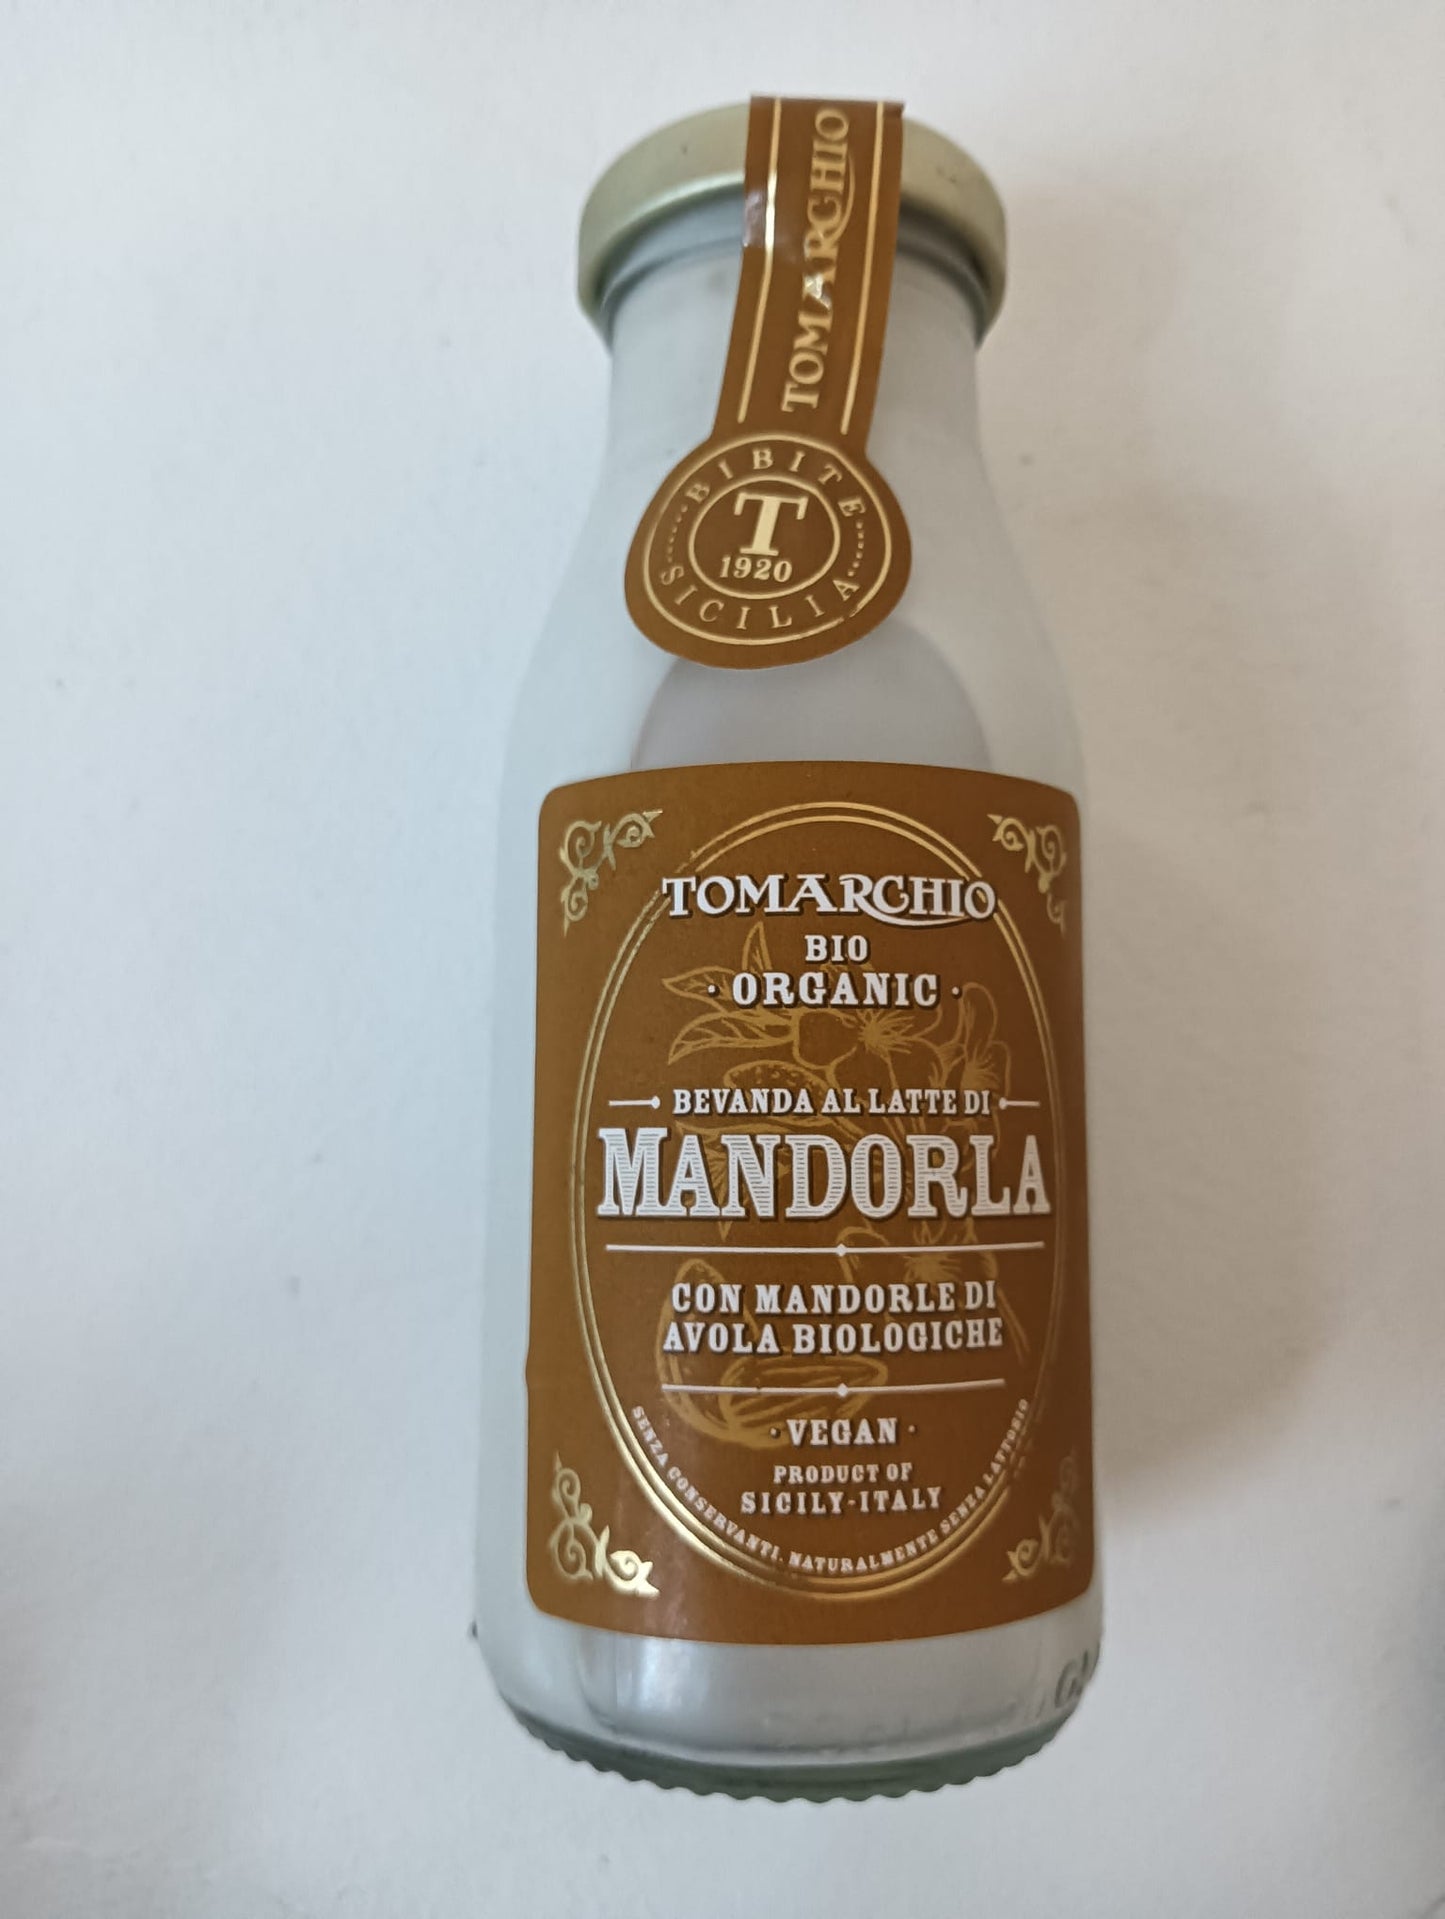 TOMARCHIO
BIBITE
T
1920
SICILIA
TOMARCHIO
BIO
· ORGANIC ·
BEVANDA AL LATTE DI
MANDORLA
CON MANDORLE DI
AVOLA BIOLOGICHE
· VEGAN ·
PRODUCT OF
SICILY-ITALY
SENZA CONSERVANTI. NATURALMENTE SENZA LATTOSIO